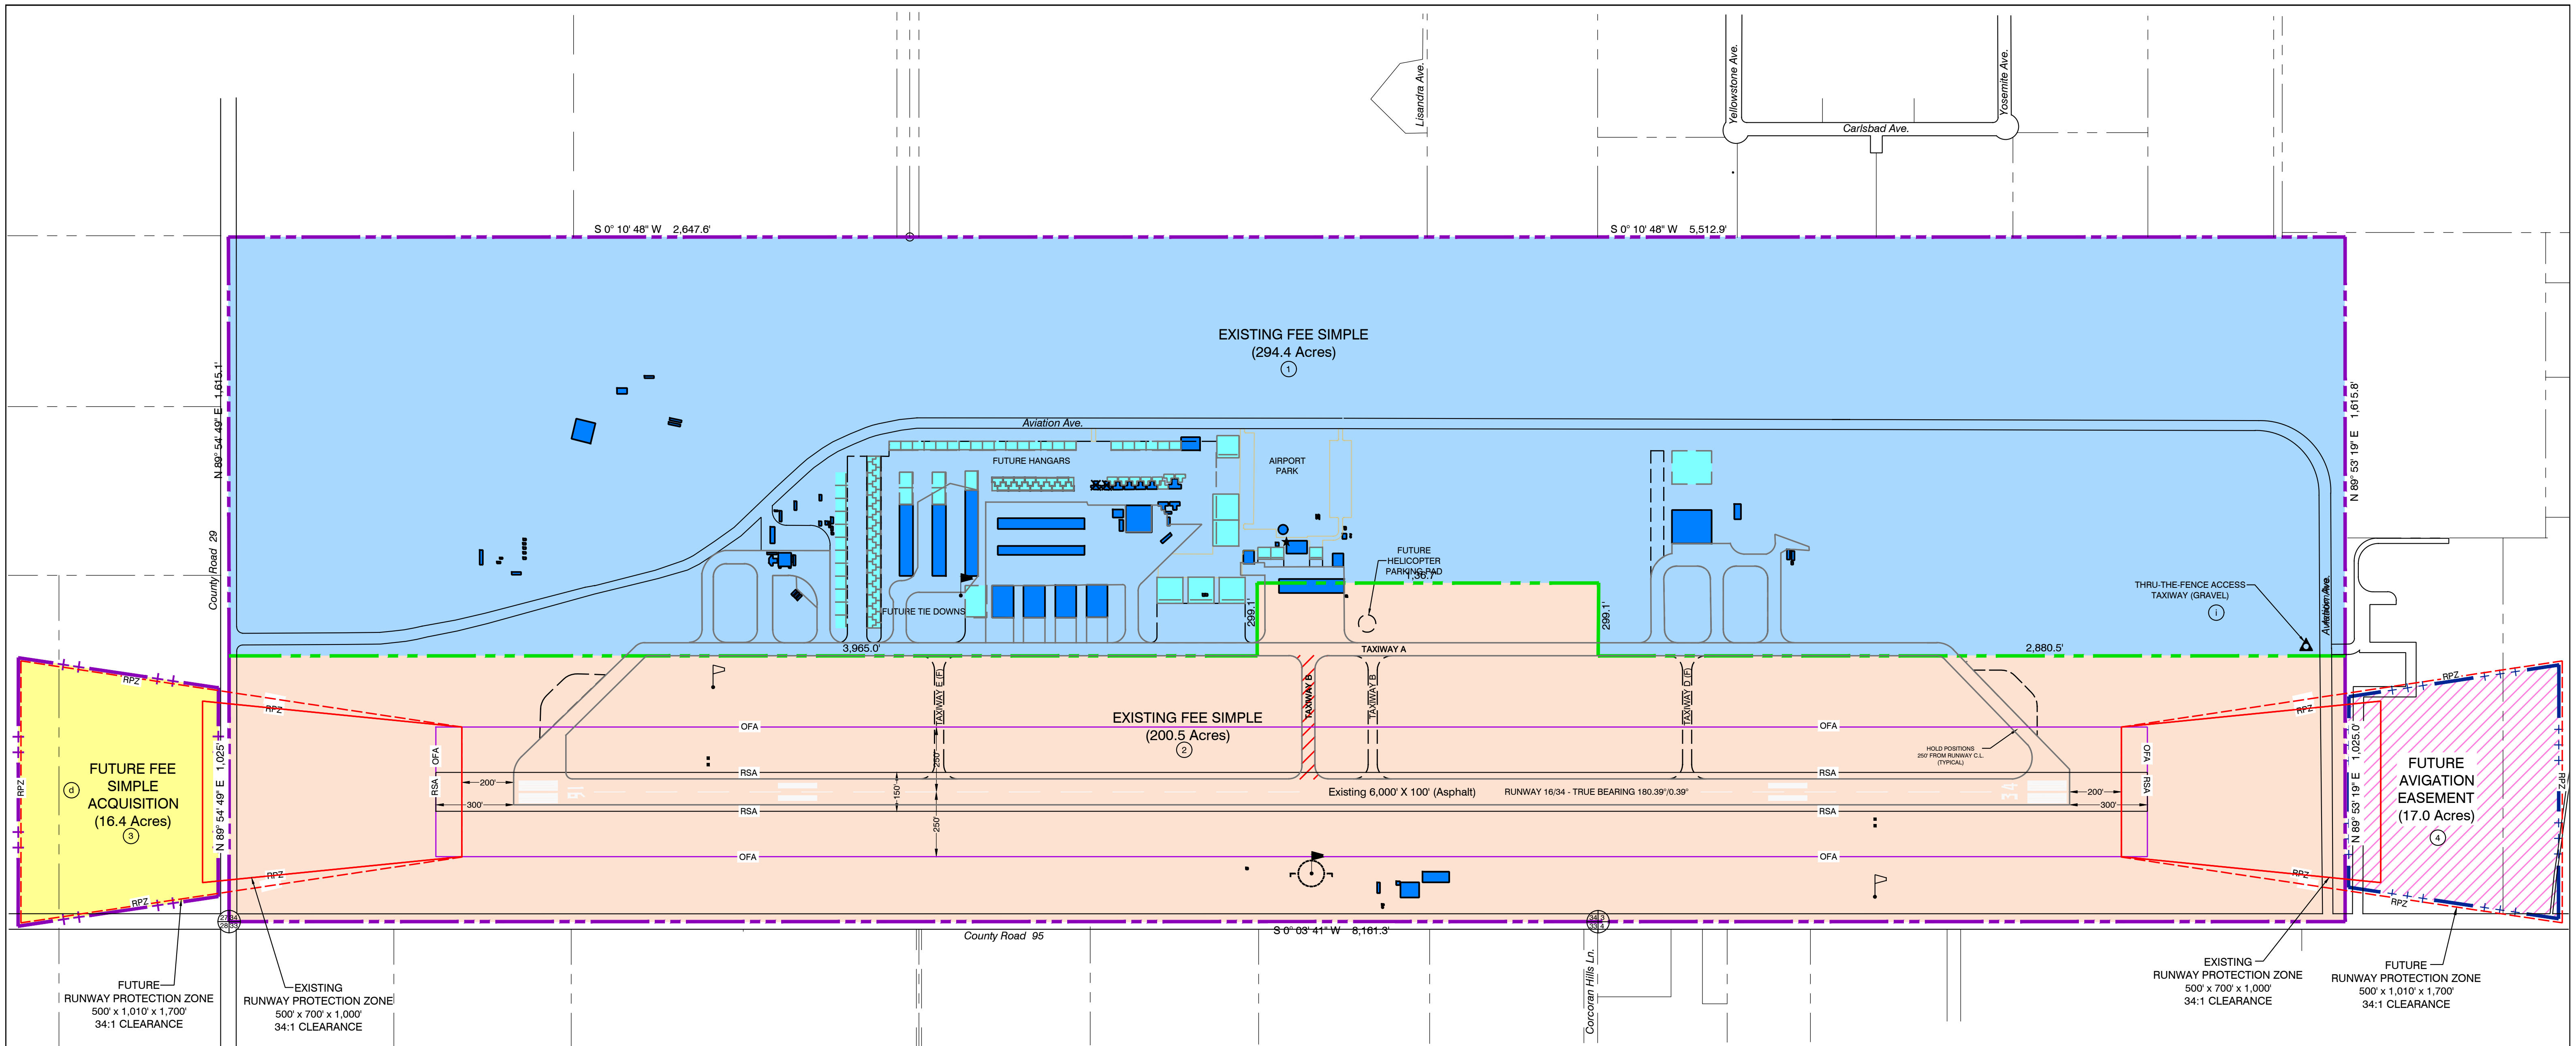 Lisandra Ave.
Yellowstone Ave.
Yosemite Ave.
Carlsbad Ave.
S 0° 10' 48" W    2,647.6'
S 0° 10' 48" W    5,512.9'
EXISTING FEE SIMPLE
(294.4 Acres)
1
N 89° 54' 49" E    1,615.1'
N 89° 53' 19" E    1,615.8'
County Road  29
Aviation Ave.
FUTURE HANGARS
AIRPORT
PARK
FUTURE
HELICOPTER
PARKING PAD
THRU-THE-FENCE ACCESS
TAXIWAY (GRAVEL)
i
Aviation Ave.
FUTURE TIE DOWNS
299.1'
299.1'
3,965.0'
TAXIWAY A
2,880.5'
TAXIWAY E (F)
TAXIWAY B
TAXIWAY B
TAXIWAY D (F)
EXISTING FEE SIMPLE
(200.5 Acres)
2
RPZ
RPZ
RPZ
RPZ
OFA
OFA
OFA
OFA
RSA
RSA
RSA
RSA
250'
150'
250'
HOLD POSITIONS
250' FROM RUNWAY C.L.
(TYPICAL)
FUTURE FEE
SIMPLE
ACQUISITION
(16.4 Acres)
3
d
RPZ
N 89° 54' 49" E    1,025'
200'
300'
16
Existing 6,000' X 100' (Asphalt)
RUNWAY 16/34 - TRUE BEARING 180.39°/0.39°
34
200'
300'
N 89° 53' 19" E    1,025.0'
FUTURE
AVIGATION
EASEMENT
(17.0 Acres)
4
RSA
RSA
OFA
OFA
RPZ
RPZ
RPZ
RPZ
27 34
28 33
34 3
33 4
County Road  95
S 0° 03' 41" W    8,161.3'
Corcoran Hills Ln.
FUTURE
RUNWAY PROTECTION ZONE
500' x 1,010' x 1,700'
34:1 CLEARANCE
EXISTING
RUNWAY PROTECTION ZONE
500' x 700' x 1,000'
34:1 CLEARANCE
EXISTING
RUNWAY PROTECTION ZONE
500' x 700' x 1,000'
34:1 CLEARANCE
FUTURE
RUNWAY PROTECTION ZONE
500' x 1,010' x 1,700'
34:1 CLEARANCE